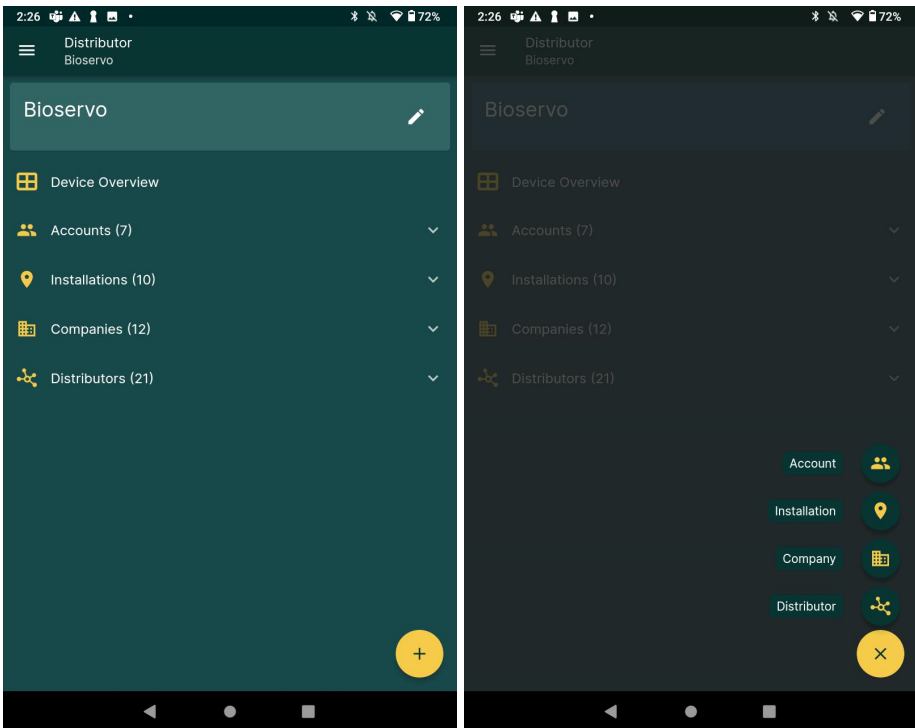 2:26
72%
Distributor
Bioservo
Bioservo
Device Overview
Accounts (7)
Installations (10)
Companies (12)
Distributors (21)
2:26
72%
Distributor
Bioservo
Bioservo
Device Overview
Accounts (7)
Installations (10)
Companies (12)
Distributors (21)
Account
Installation
Company
Distributor